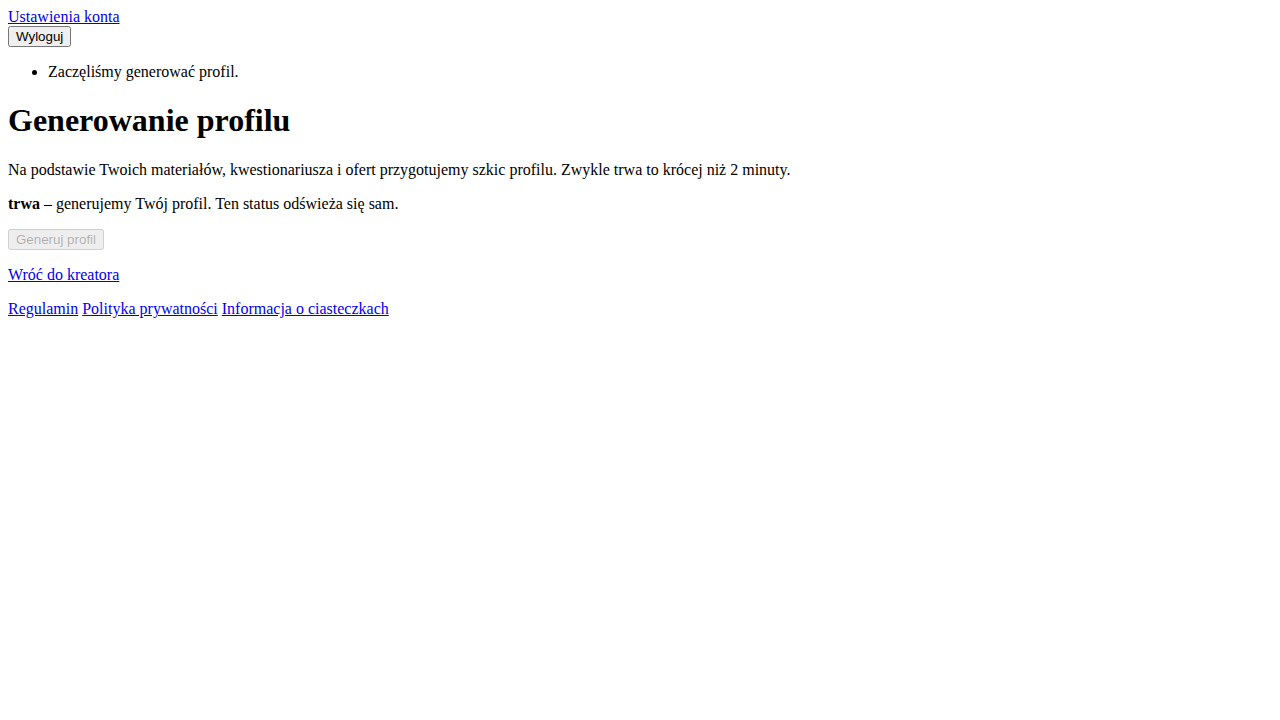 Ustawienia konta
Wyloguj
Zaczęliśmy generować profil.
Generowanie profilu
Na podstawie Twoich materiałów, kwestionariusza i ofert przygotujemy szkic profilu. Zwykle trwa to krócej niż 2 minuty.
trwa – generujemy Twój profil. Ten status odświeża się sam.
Generuj profil
Wróć do kreatora
Regulamin Polityka prywatności Informacja o ciasteczkach